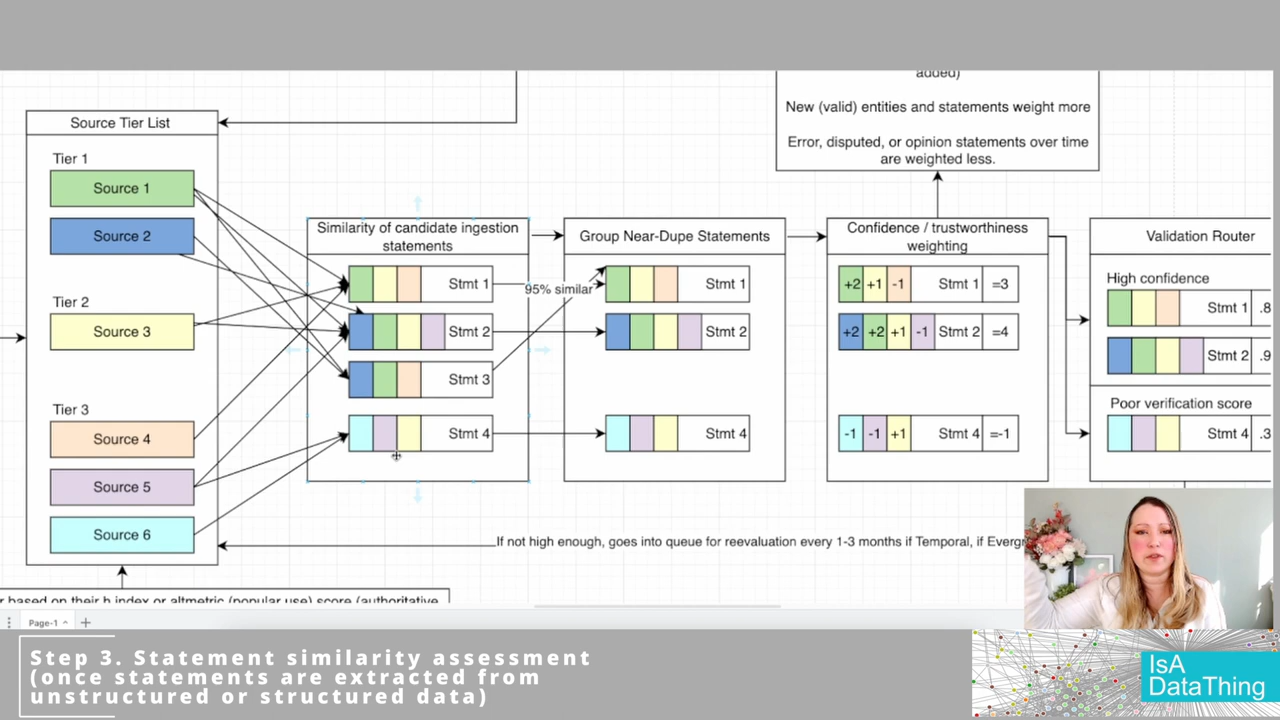 added)
New (valid) entities and statements weight more
Error, disputed, or opinion statements over time
are weighted less.
Source Tier List
Tier 1
Source 1
Source 2
Tier 2
Source 3
Tier 3
Source 4
Source 5
Source 6
Similarity of candidate ingestion
statements
Stmt 1
Stmt 2
Stmt 3
Stmt 4
95% similar
Group Near-Dupe Statements
Stmt 1
Stmt 2
Stmt 4
Confidence / trustworthiness
weighting
+2 +1 -1 Stmt 1 =3
+2 +2 +1 -1 Stmt 2 =4
-1 -1 +1 Stmt 4 =-1
Validation Router
High confidence
Stmt 1 .8
Stmt 2 .9
Poor verification score
Stmt 4 .3
If not high enough, goes into queue for reevaluation every 1-3 months if Temporal, if Everg
r based on their h index or altmetric (popular use) score (authoritative
Page-1
Step 3. Statement similarity assessment
(once statements are extracted from
unstructured or structured data)
IsA
DataThing